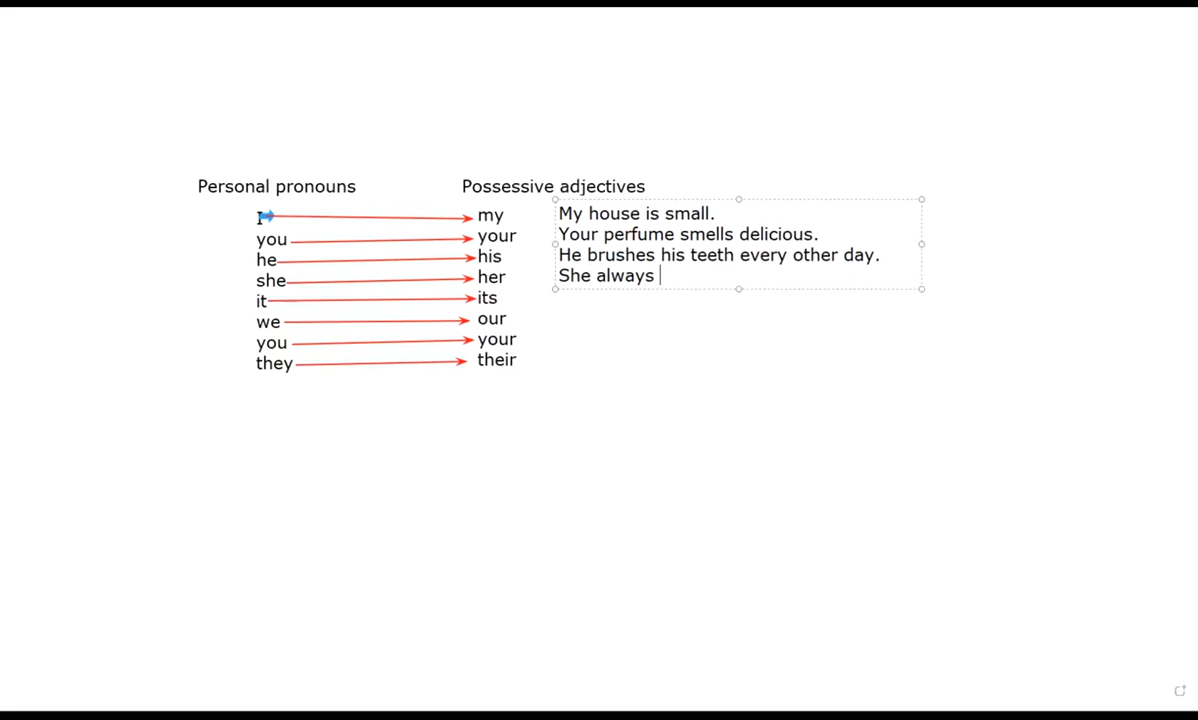 Personal pronouns
Possessive adjectives
I
my
My house is small.
you
your
Your perfume smells delicious.
he
his
He brushes his teeth every other day.
she
her
She always
it
its
we
our
you
your
they
their